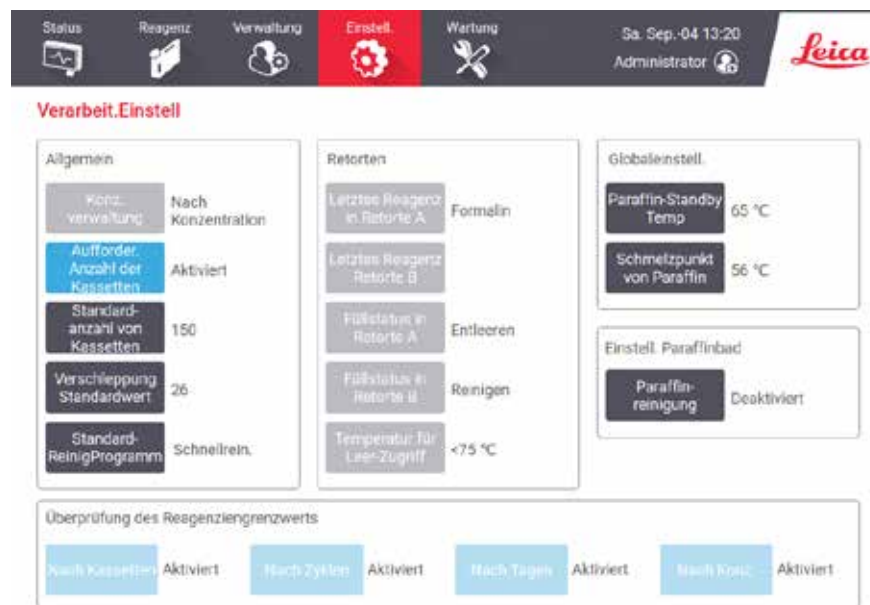 Status
Reagenz
Verwaltung
Einstell.
Wartung
Sa. Sep.-04 13:20
Administrator
Leica
Verarbeit.Einstell
Allgemein
Konz.
verwaltung
Nach
Konzentration
Aufforder.
Anzahl der
Kassetten
Aktiviert
Standard-
anzahl von
Kassetten
150
Verschleppung
Standardwert
26
Standard-
ReinigProgramm
Schnellrein.
Retorten
Letztes Reagenz
in Retorte A
Formalin
Letztes Reagenz
Retorte B
Füllstatus in
Retorte A
Entleeren
Füllstatus in
Retorte B
Reinigen
Temperatur für
Leer-Zugriff
<75 °C
Globaleinstell.
Paraffin-Standby
Temp
65 °C
Schmelzpunkt
von Paraffin
56 °C
Einstell. Paraffinbad
Paraffin-
reinigung
Deaktiviert
Überprüfung des Reagenziengrenzwerts
Nach Kassetten
Aktiviert
Nach Zyklen
Aktiviert
Nach Tagen
Aktiviert
Nach Konz.
Aktiviert